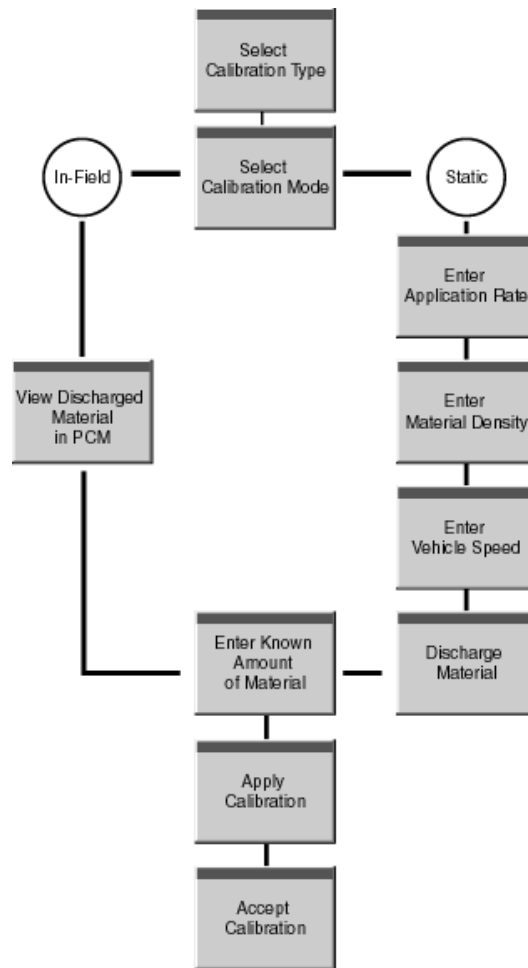 Select
Calibration Type
Select
Calibration Mode
In-Field
Static
Enter
Application Rate
View Discharged
Material
in PCM
Enter
Material Density
Enter
Vehicle Speed
Enter Known
Amount
of Material
Discharge
Material
Apply
Calibration
Accept
Calibration